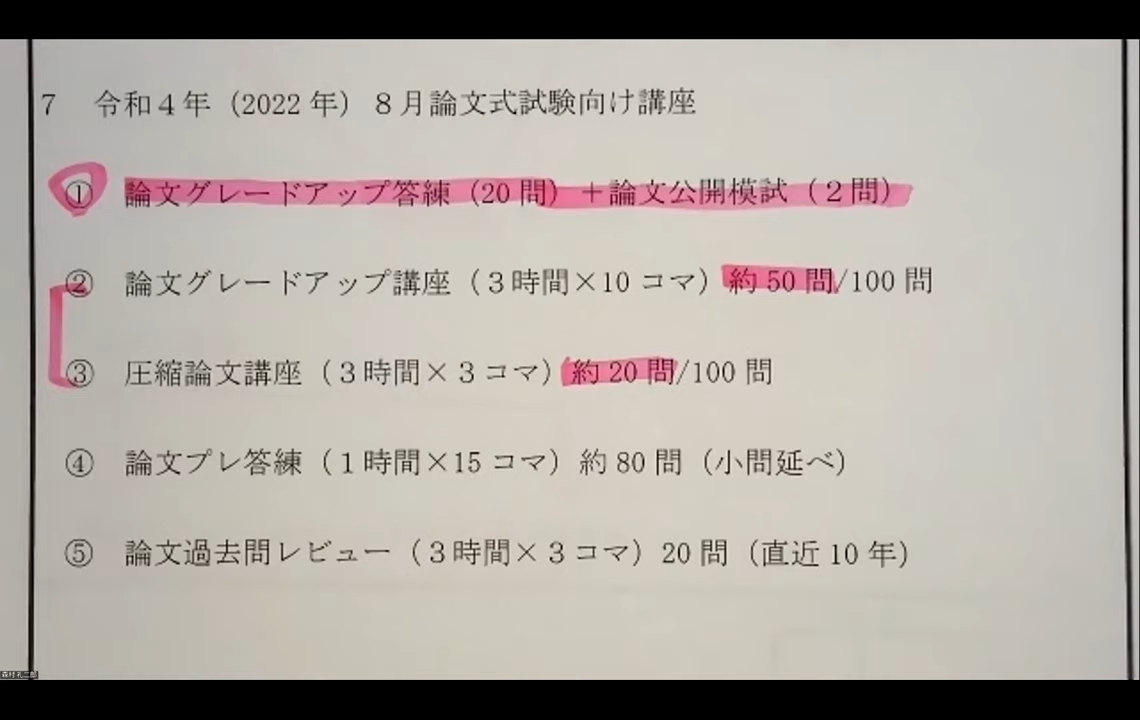 7 令和４年（2022 年）８月論文式試験向け講座
① 論文グレードアップ答練（20 問）＋論文公開模試（２問）
② 論文グレードアップ講座（３時間×10 コマ）約 50 問/100 問
③ 圧縮論文講座（３時間×３コマ）約 20 問/100 問
④ 論文プレ答練（１時間×15 コマ）約 80 問（小問延べ）
⑤ 論文過去問レビュー（３時間×３コマ）20 問（直近 10 年）